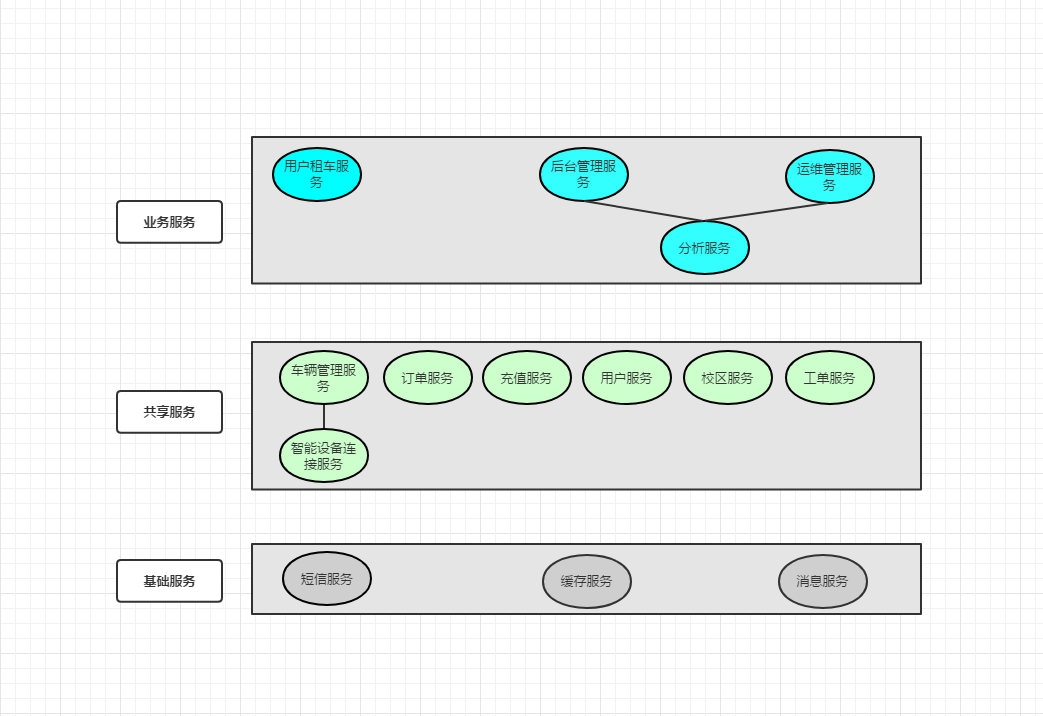 用户租车服
务
后台管理服
务
运维管理服
务
业务服务
分析服务
车辆管理服
务
订单服务
充值服务
用户服务
校区服务
工单服务
共享服务
智能设备连
接服务
基础服务
短信服务
缓存服务
消息服务